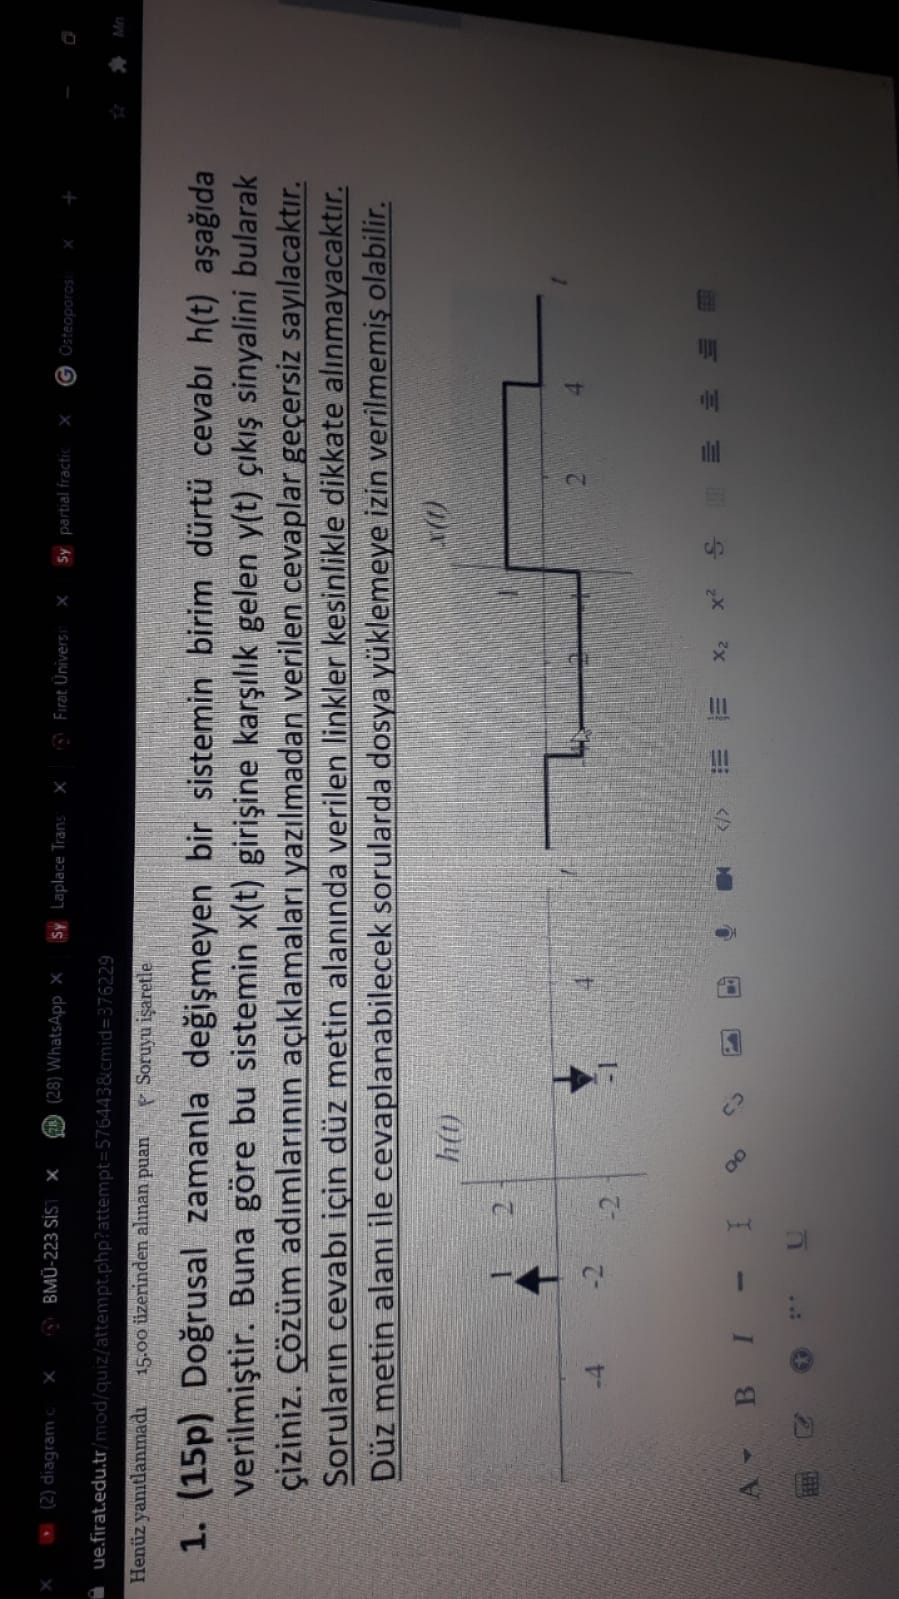 (2) diagram
BMÜ-223 SİST
(28) WhatsApp
Laplace Trans
Fırat Üniversi
partial fractic
Osteoporosi
ue.firat.edu.tr/mod/quiz/attempt.php?attempt=576443&cmid=376229
Henüz yanıtlanmadı 15.00 üzerinden alınan puan Soruyu işaretle
1. (15p) Doğrusal zamanla değişmeyen bir sistemin birim dürtü cevabı h(t) aşağıda
verilmiştir. Buna göre bu sistemin x(t) girişine karşılık gelen y(t) çıkış sinyalini bularak
çiziniz. Çözüm adımlarının açıklamaları yazılmadan verilen cevaplar geçersiz sayılacaktır.
Soruların cevabı için düz metin alanında verilen linkler kesinlikle dikkate alınmayacaktır.
Düz metin alanı ile cevaplanabilecek sorularda dosya yüklemeye izin verilmemiş olabilir.
h(t) x(t)
1 2 1
-4 -2 4 t 2 4 t
-2 -1
A B I
U